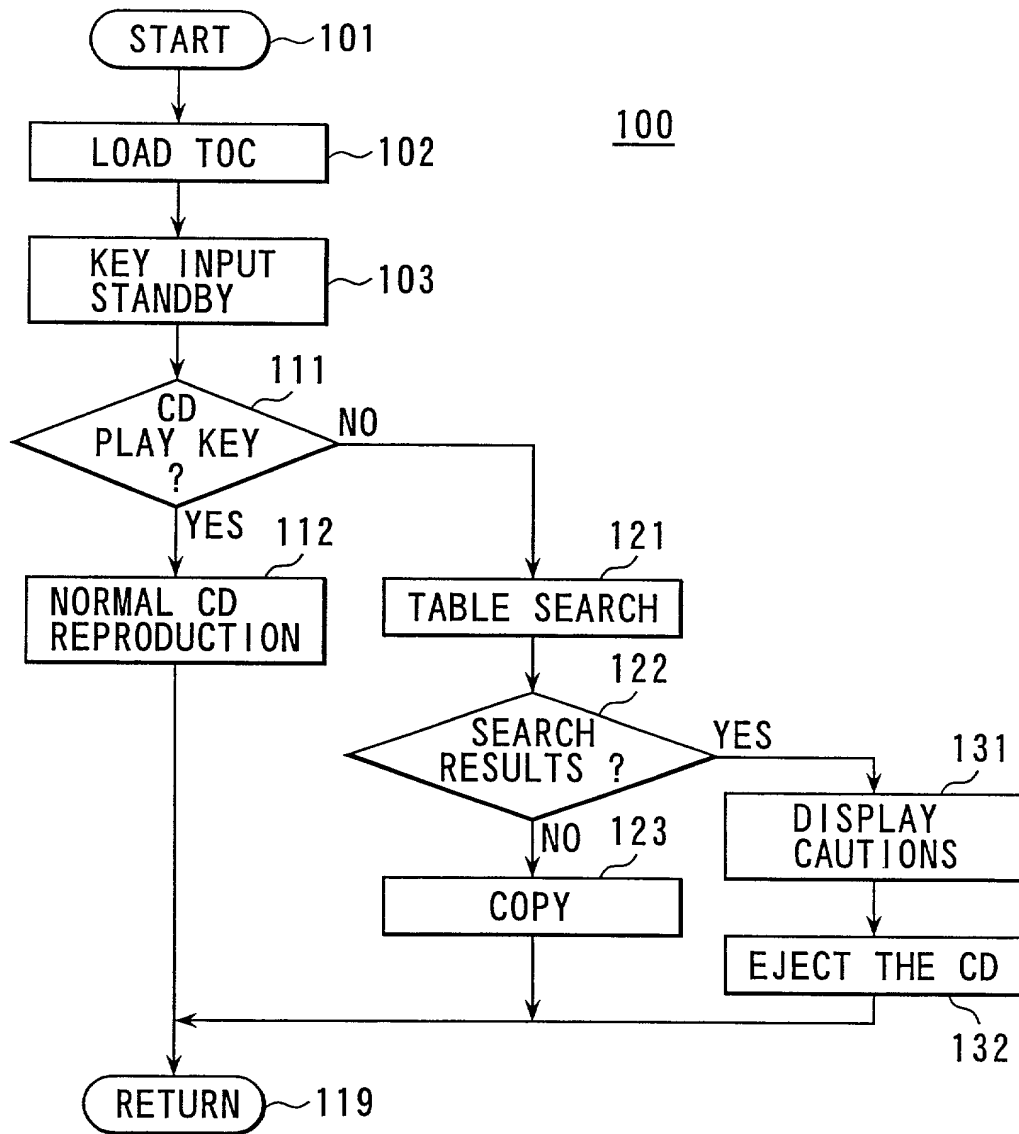 START
101
100
LOAD TOC
102
KEY INPUT
STANDBY
103
111
CD
PLAY KEY
?
NO
YES
112
NORMAL CD
REPRODUCTION
121
TABLE SEARCH
122
SEARCH
RESULTS ?
YES
NO
131
DISPLAY
CAUTIONS
123
COPY
EJECT THE CD
132
RETURN
119